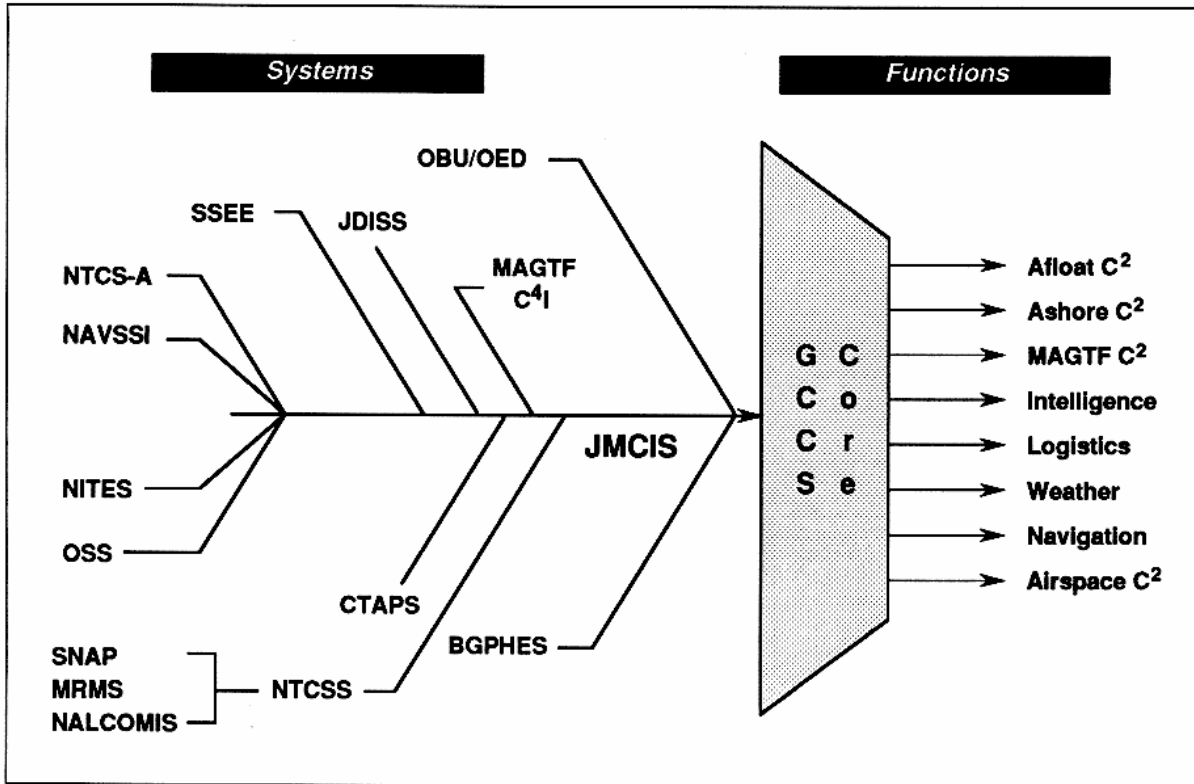 Systems
Functions
OBU/OED
SSEE
JDISS
MAGTF
C⁴I
NTCS-A
NAVSSI
NITES
OSS
JMCIS
CTAPS
BGPHES
SNAP
MRMS
NALCOMIS
NTCSS
G C
C o
C r
S e
Afloat C²
Ashore C²
MAGTF C²
Intelligence
Logistics
Weather
Navigation
Airspace C²